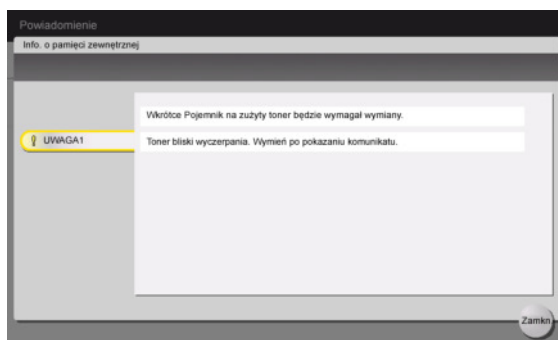 Powiadomienie
Info. o pamięci zewnętrznej
Wkrótce Pojemnik na zużyty toner będzie wymagał wymiany.
UWAGA1
Toner bliski wyczerpania. Wymień po pokazaniu komunikatu.
Zamkn